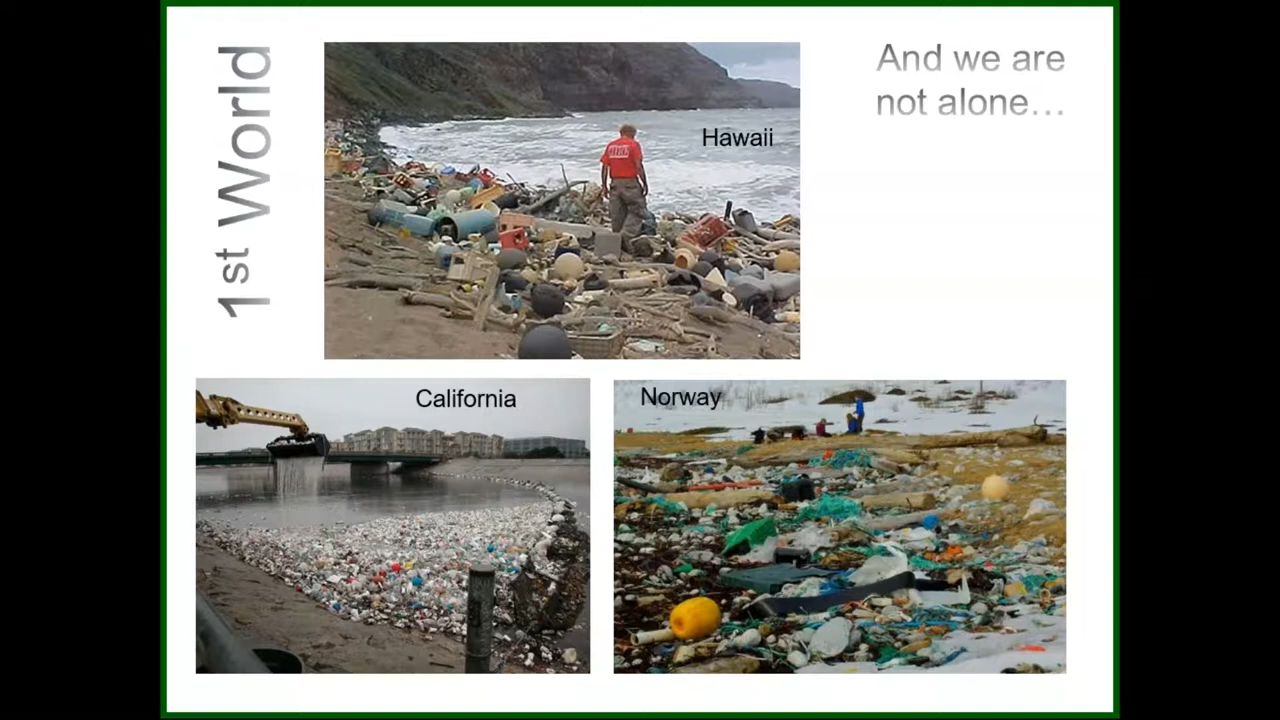 1st World
And we are
not alone…
Hawaii
California
Norway